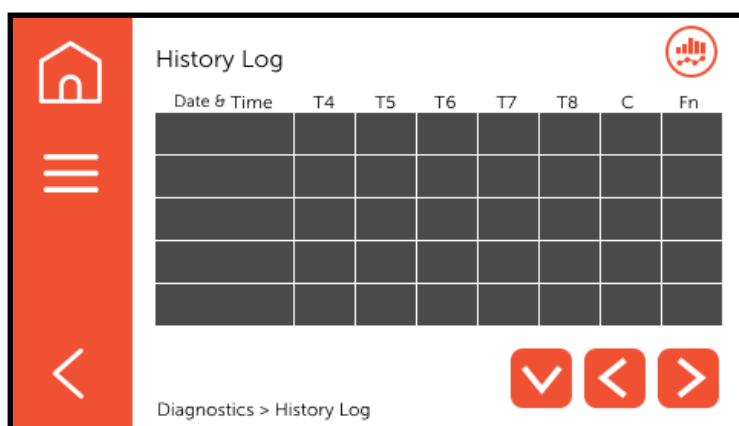 History Log
Date & Time T4 T5 T6 T7 T8 C Fn
Diagnostics > History Log